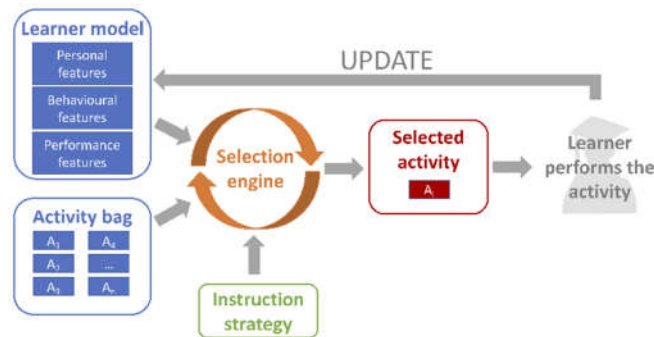 Learner model
Personal
features
Behavioural
features
Performance
features
UPDATE
Selection
engine
Selected
activity
Aᵢ
Learner
performs the
activity
Activity bag
A₁ A₄
A₂ ...
A₃ Aₙ
Instruction
strategy